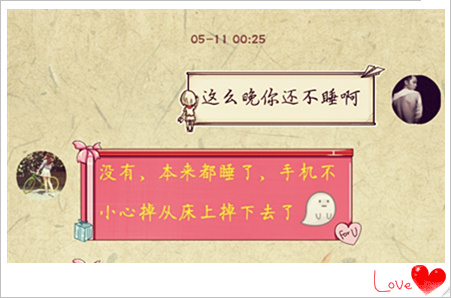 05-11 00:25
这么晚你还不睡啊
没有，本来都睡了，手机不
小心掉从床上掉下去了
for U
Love